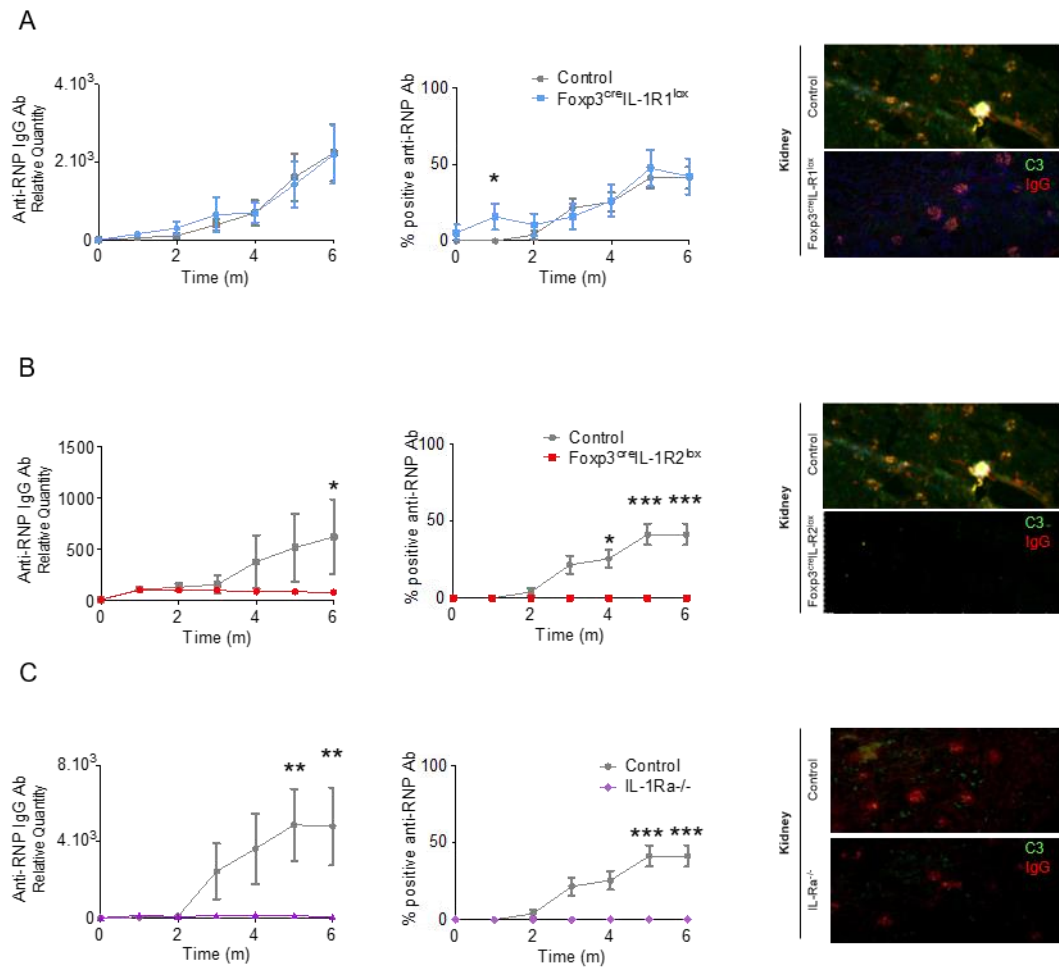 A
Anti-RNP IgG Ab
Relative Quantity
4.10³
2.10³
0
0 2 4 6
Time (m)
% positive anti-RNP Ab
100
50
0
Control
Foxp3ᶜʳᵉIL-1R1ˡᵒˣ
*
0 2 4 6
Time (m)
Kidney
Control
Foxp3ᶜʳᵉIL-R1ˡᵒˣ
C3
IgG
B
Anti-RNP IgG Ab
Relative Quantity
1500
1000
500
0
*
0 2 4 6
Time (m)
% positive anti-RNP Ab
100
50
0
Control
Foxp3ᶜʳᵉIL-1R2ˡᵒˣ
* *** ***
0 2 4 6
Time (m)
Kidney
Control
Foxp3ᶜʳᵉIL-R2ˡᵒˣ
C3
IgG
C
Anti-RNP IgG Ab
Relative Quantity
8.10³
4.10³
0
** **
0 2 4 6
Time (m)
% positive anti-RNP Ab
100
50
0
Control
IL-1Ra-/-
*** ***
0 2 4 6
Time (m)
Kidney
Control
IL-Ra⁻ᐟ⁻
C3
IgG